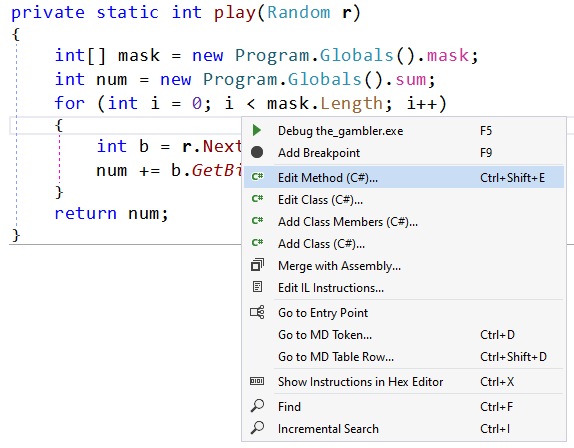 private static int play(Random r)
{
int[] mask = new Program.Globals().mask;
int num = new Program.Globals().sum;
for (int i = 0; i < mask.Length; i++)
{
int b = r.Next
num += b.GetBi
}
return num;
}
Debug the_gambler.exe F5
Add Breakpoint F9
C# Edit Method (C#)... Ctrl+Shift+E
C# Edit Class (C#)...
C# Add Class Members (C#)...
C# Add Class (C#)...
Merge with Assembly...
Edit IL Instructions...
Go to Entry Point
Go to MD Token... Ctrl+D
Go to MD Table Row... Ctrl+Shift+D
Show Instructions in Hex Editor Ctrl+X
Find Ctrl+F
Incremental Search Ctrl+I